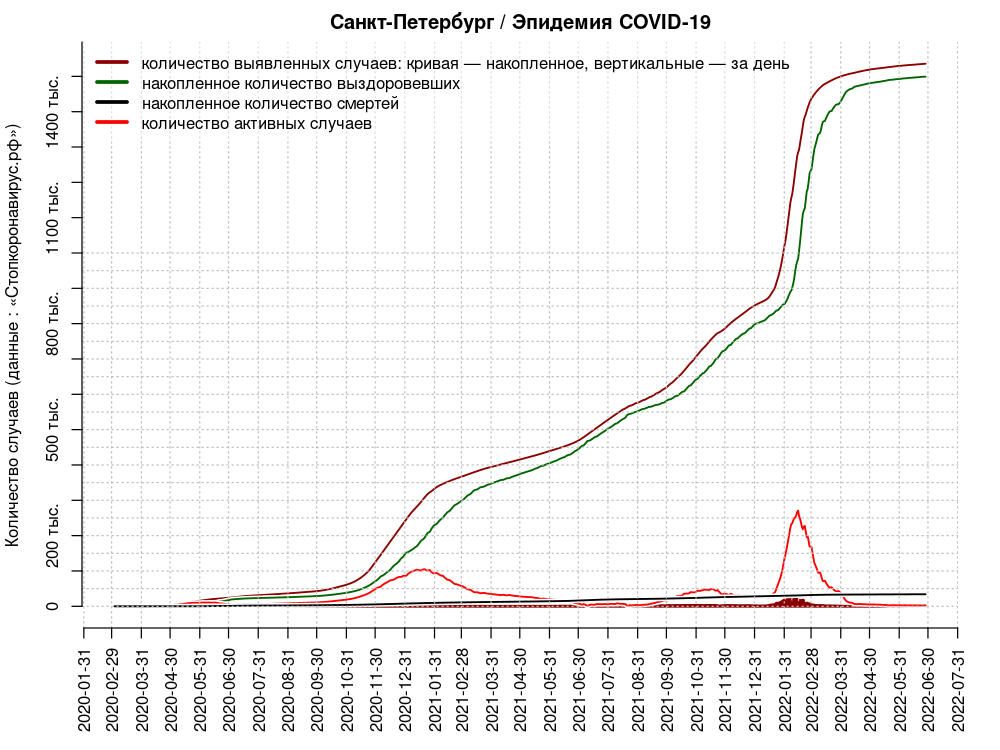 Санкт-Петербург / Эпидемия COVID-19
количество выявленных случаев: кривая — накопленное, вертикальные — за день
накопленное количество выздоровевших
накопленное количество смертей
количество активных случаев
Количество случаев (данные : «Стопкоронавирус.рф»)
1400 тыс.
1100 тыс.
800 тыс.
500 тыс.
200 тыс.
0
2020-01-31
2020-02-29
2020-03-31
2020-04-30
2020-05-31
2020-06-30
2020-07-31
2020-08-31
2020-09-30
2020-10-31
2020-11-30
2020-12-31
2021-01-31
2021-02-28
2021-03-31
2021-04-30
2021-05-31
2021-06-30
2021-07-31
2021-08-31
2021-09-30
2021-10-31
2021-11-30
2021-12-31
2022-01-31
2022-02-28
2022-03-31
2022-04-30
2022-05-31
2022-06-30
2022-07-31